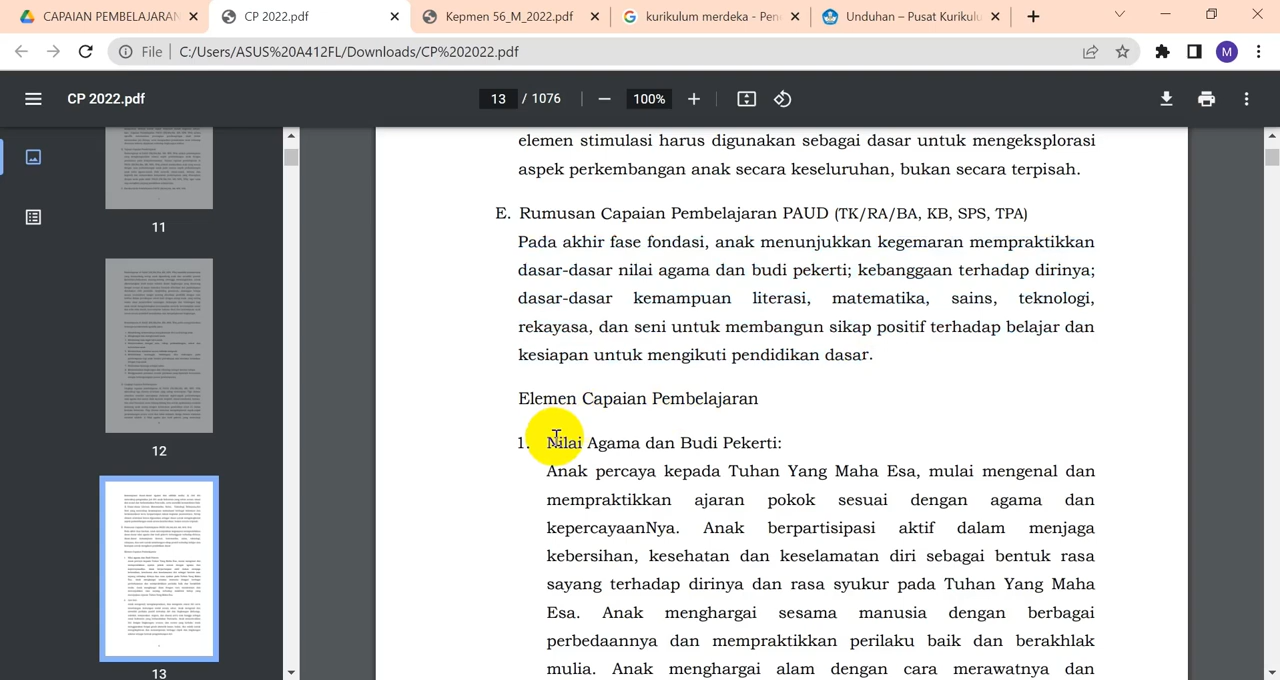 CAPAIAN PEMBELAJARAN
CP 2022.pdf
Kepmen 56_M_2022.pdf
kurikulum merdeka - Pen
Unduhan – Pusat Kurikulu
File
C:/Users/ASUS%20A412FL/Downloads/CP%202022.pdf
M
CP 2022.pdf
13 / 1076
100%
11
12
13
elemen stimulasi harus digunakan sebagai dasar untuk mengeksplorasi
aspek perkembangan anak secara keseluruhan, bukan secara terpisah.
E. Rumusan Capaian Pembelajaran PAUD (TK/RA/BA, KB, SPS, TPA)
Pada akhir fase fondasi, anak menunjukkan kegemaran mempraktikkan
dasar-dasar nilai agama dan budi pekerti; kebanggaan terhadap dirinya;
dasar-dasar kemampuan literasi, matematika, sains, teknologi,
rekayasa, dan seni untuk membangun sikap positif terhadap belajar dan
kesiapan untuk mengikuti pendidikan dasar.
Elemen Capaian Pembelajaran
1. Nilai Agama dan Budi Pekerti:
Anak percaya kepada Tuhan Yang Maha Esa, mulai mengenal dan
mempraktikkan ajaran pokok sesuai dengan agama dan
kepercayaanNya. Anak berpartisipasi aktif dalam menjaga
kebersihan, kesehatan dan keselamatan diri sebagai bentuk rasa
sayang terhadap dirinya dan rasa syukur pada Tuhan Yang Maha
Esa. Anak menghargai sesama manusia dengan berbagai
perbedaannya dan mempraktikkan perilaku baik dan berakhlak
mulia. Anak menghargai alam dengan cara merawatnya dan